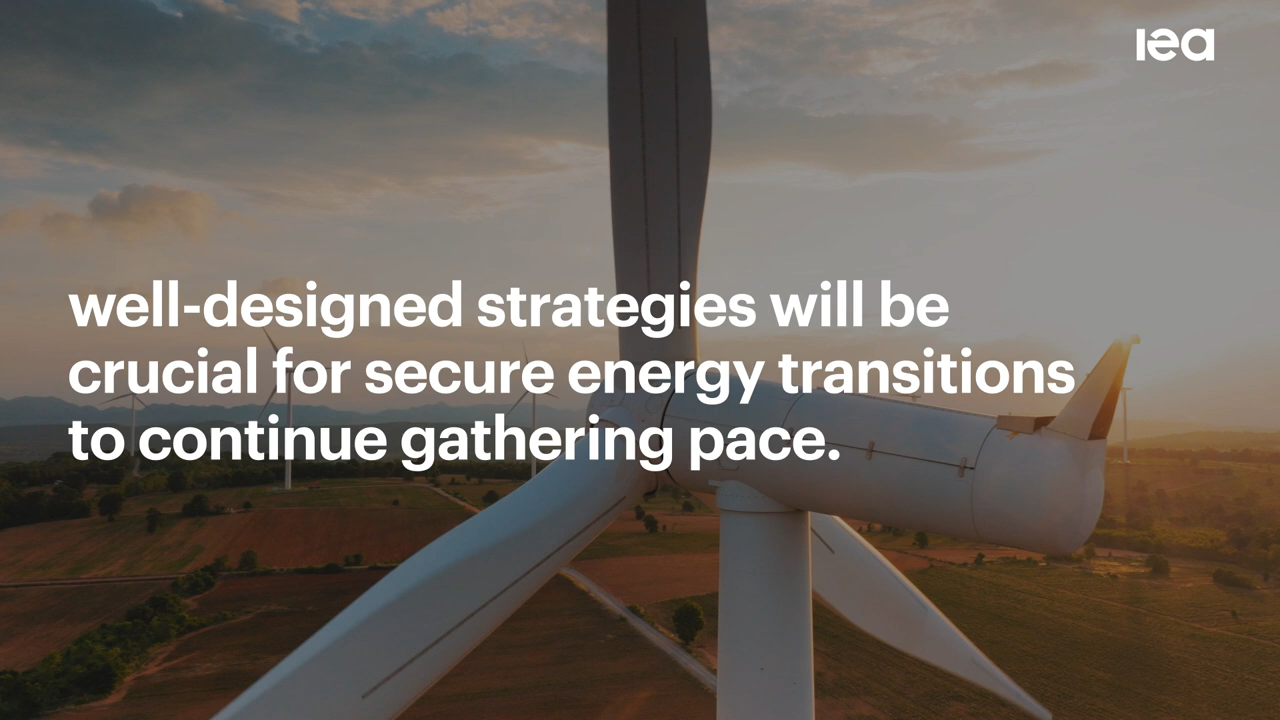 iea
well-designed strategies will be
crucial for secure energy transitions
to continue gathering pace.